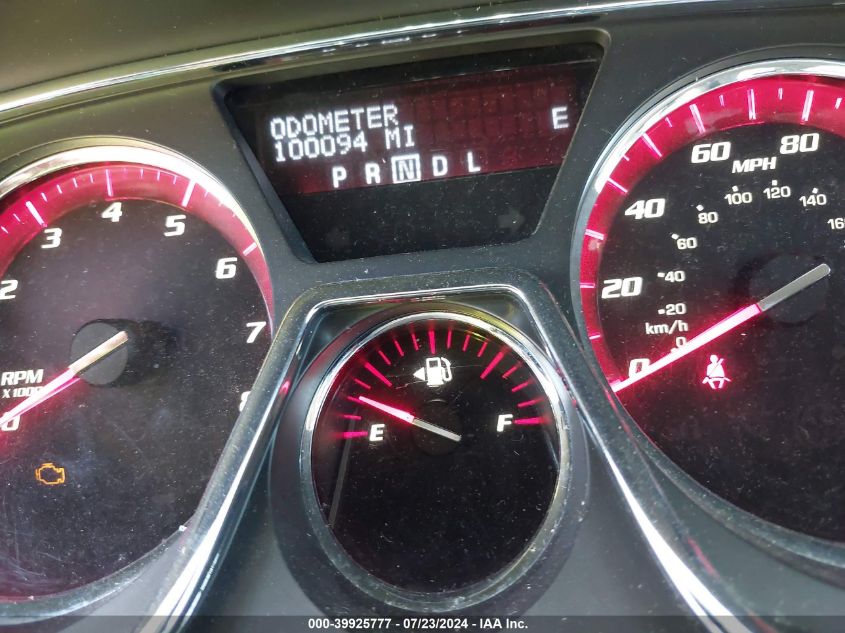 ODOMETER
100094 MI
E
P R N D L
2 3 4 5 6 7 8
RPM
X 1000
0
E F
0 20 40 60 80
MPH
0 20 40 60 80 100 120 140
km/h
000-39925777 - 07/23/2024 - IAA Inc.